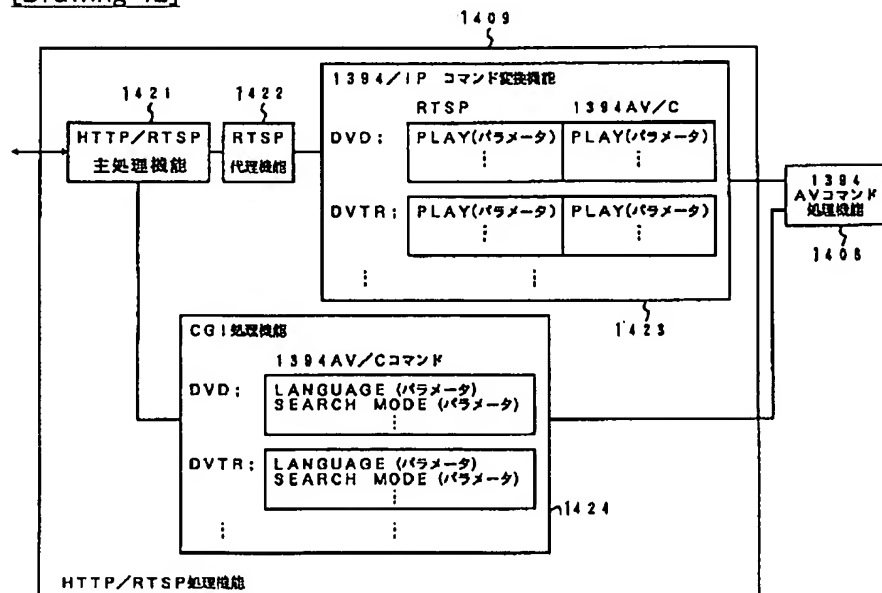 1409
1394/IP コマンド変換機能
1421
1422
RTSP
1394AV/C
HTTP/RTSP
主処理機能
RTSP
代理機能
DVD;
PLAY(パラメータ)
PLAY(パラメータ)
DVTR;
PLAY(パラメータ)
PLAY(パラメータ)
1394
AVコマンド
処理機能
1408
1423
CGI処理機能
1394AV/Cコマンド
DVD;
LANGUAGE (パラメータ)
SEARCH MODE (パラメータ)
DVTR;
LANGUAGE (パラメータ)
SEARCH MODE (パラメータ)
1424
HTTP/RTSP処理機能